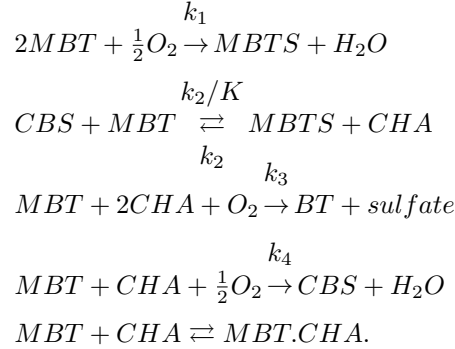 k₁
2MBT + ½O₂ → MBTS + H₂O
k₂/K
CBS + MBT ⇄ MBTS + CHA
k₂
k₃
MBT + 2CHA + O₂ → BT + sulfate
k₄
MBT + CHA + ½O₂ → CBS + H₂O
MBT + CHA ⇄ MBT.CHA.